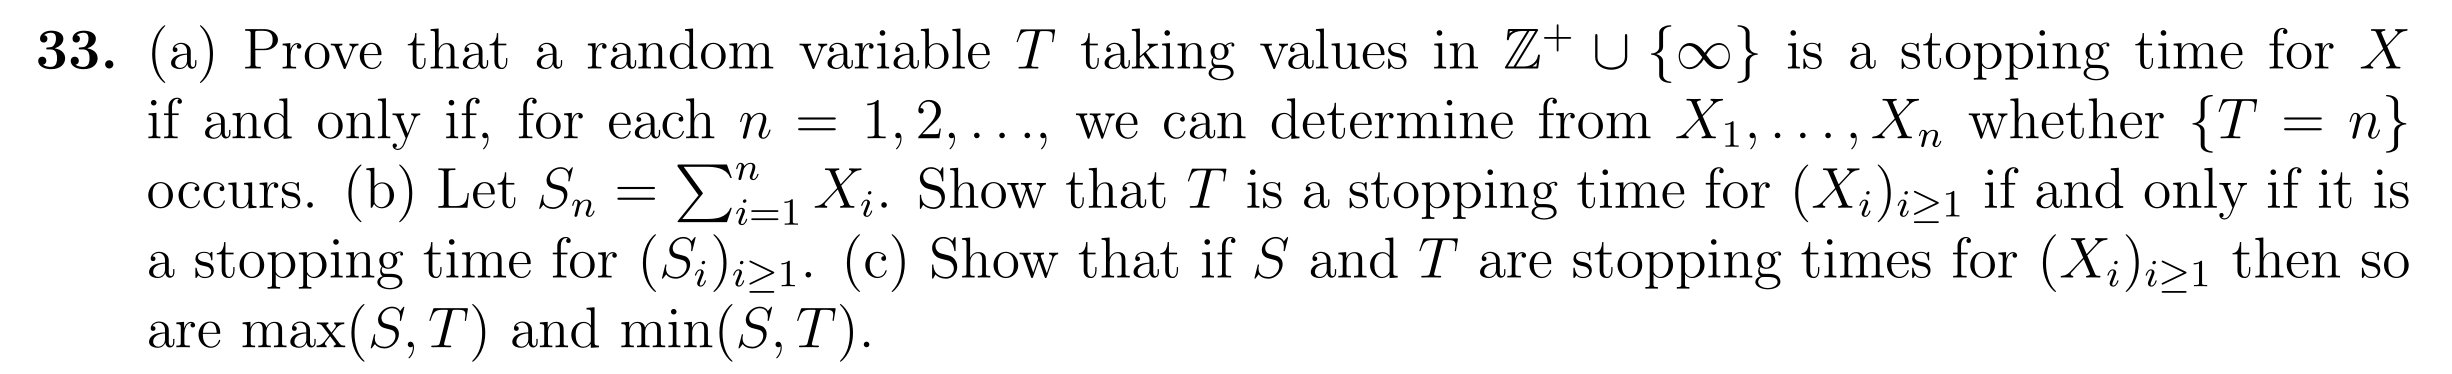 33. (a) Prove that a random variable T taking values in ℤ⁺ ∪ {∞} is a stopping time for X
if and only if, for each n = 1, 2, . . ., we can determine from X₁, . . . , Xₙ whether {T = n}
occurs. (b) Let Sₙ = ∑ⁿᵢ₌₁ Xᵢ. Show that T is a stopping time for (Xᵢ)ᵢ≥₁ if and only if it is
a stopping time for (Sᵢ)ᵢ≥₁. (c) Show that if S and T are stopping times for (Xᵢ)ᵢ≥₁ then so
are max(S, T) and min(S, T).